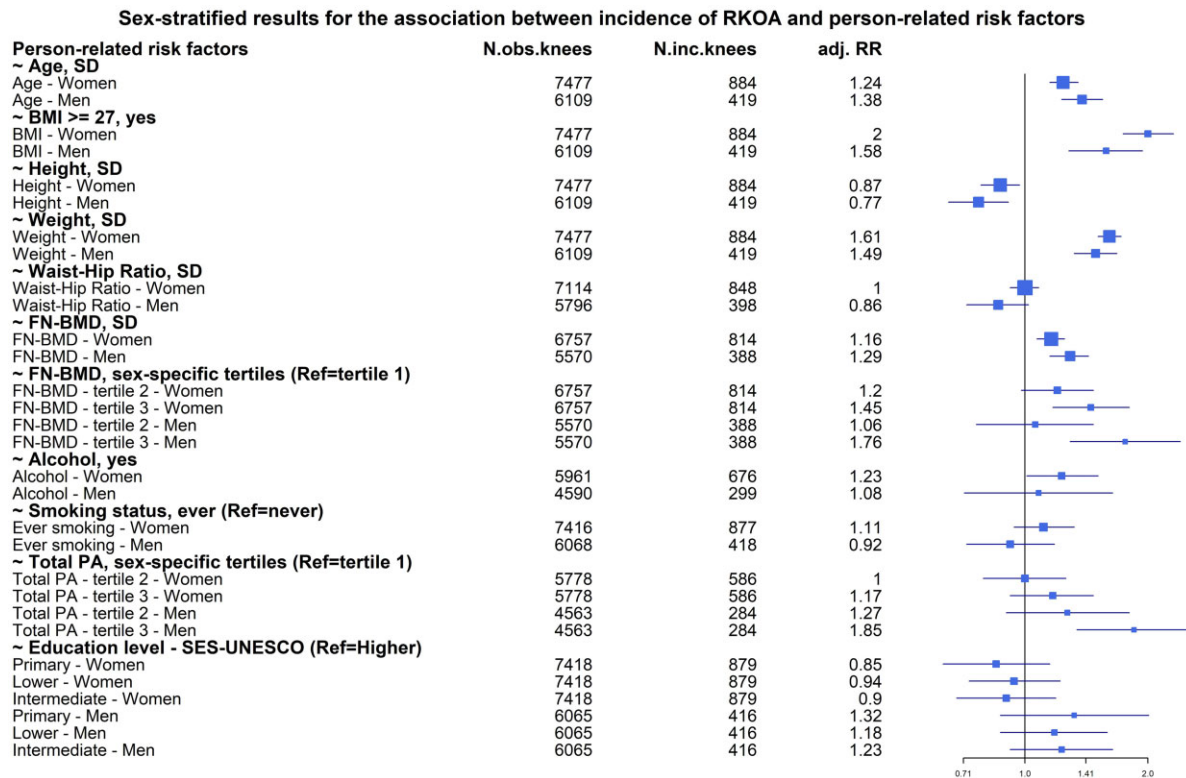 Sex-stratified results for the association between incidence of RKOA and person-related risk factors
Person-related risk factors N.obs.knees N.inc.knees adj. RR
~ Age, SD
Age - Women 7477 884 1.24
Age - Men 6109 419 1.38
~ BMI >= 27, yes
BMI - Women 7477 884 2
BMI - Men 6109 419 1.58
~ Height, SD
Height - Women 7477 884 0.87
Height - Men 6109 419 0.77
~ Weight, SD
Weight - Women 7477 884 1.61
Weight - Men 6109 419 1.49
~ Waist-Hip Ratio, SD
Waist-Hip Ratio - Women 7114 848 1
Waist-Hip Ratio - Men 5796 398 0.86
~ FN-BMD, SD
FN-BMD - Women 6757 814 1.16
FN-BMD - Men 5570 388 1.29
~ FN-BMD, sex-specific tertiles (Ref=tertile 1)
FN-BMD - tertile 2 - Women 6757 814 1.2
FN-BMD - tertile 3 - Women 6757 814 1.45
FN-BMD - tertile 2 - Men 5570 388 1.06
FN-BMD - tertile 3 - Men 5570 388 1.76
~ Alcohol, yes
Alcohol - Women 5961 676 1.23
Alcohol - Men 4590 299 1.08
~ Smoking status, ever (Ref=never)
Ever smoking - Women 7416 877 1.11
Ever smoking - Men 6068 418 0.92
~ Total PA, sex-specific tertiles (Ref=tertile 1)
Total PA - tertile 2 - Women 5778 586 1
Total PA - tertile 3 - Women 5778 586 1.17
Total PA - tertile 2 - Men 4563 284 1.27
Total PA - tertile 3 - Men 4563 284 1.85
~ Education level - SES-UNESCO (Ref=Higher)
Primary - Women 7418 879 0.85
Lower - Women 7418 879 0.94
Intermediate - Women 7418 879 0.9
Primary - Men 6065 416 1.32
Lower - Men 6065 416 1.18
Intermediate - Men 6065 416 1.23
0.71 1.0 1.41 2.0